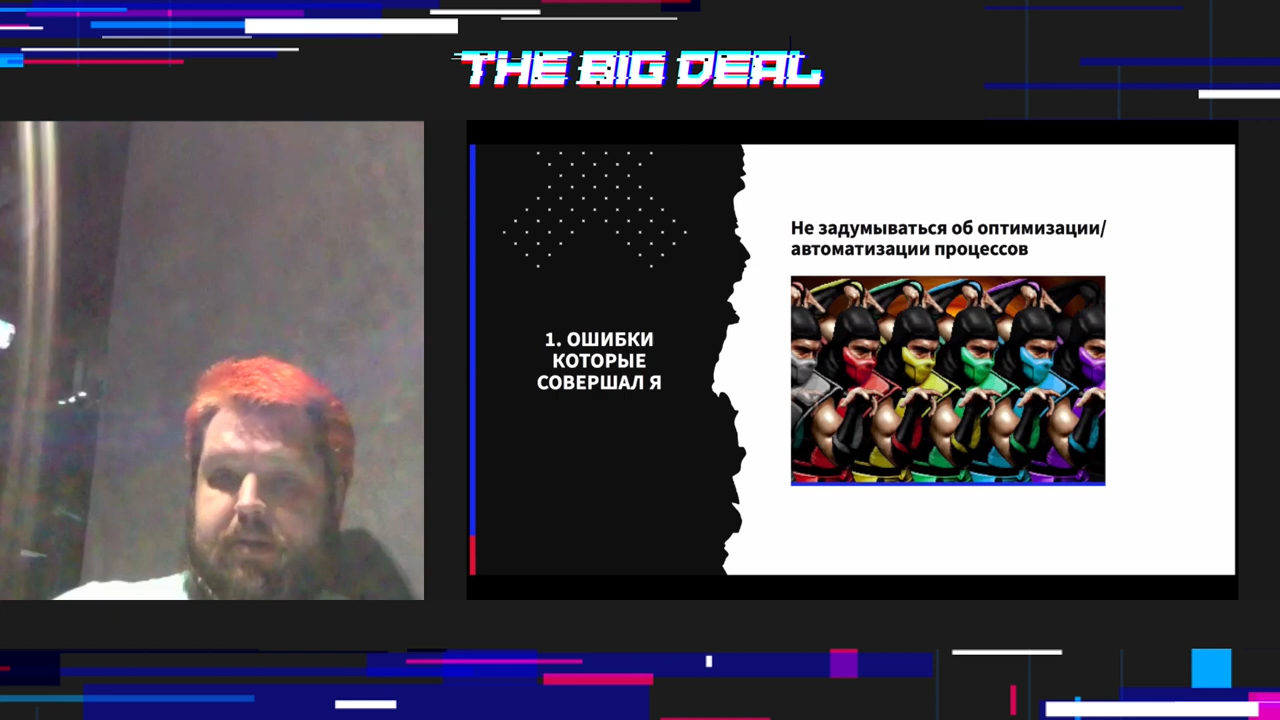 THE BIG DEAL
1. ОШИБКИ
КОТОРЫЕ
СОВЕРШАЛ Я
Не задумываться об оптимизации/
автоматизации процессов